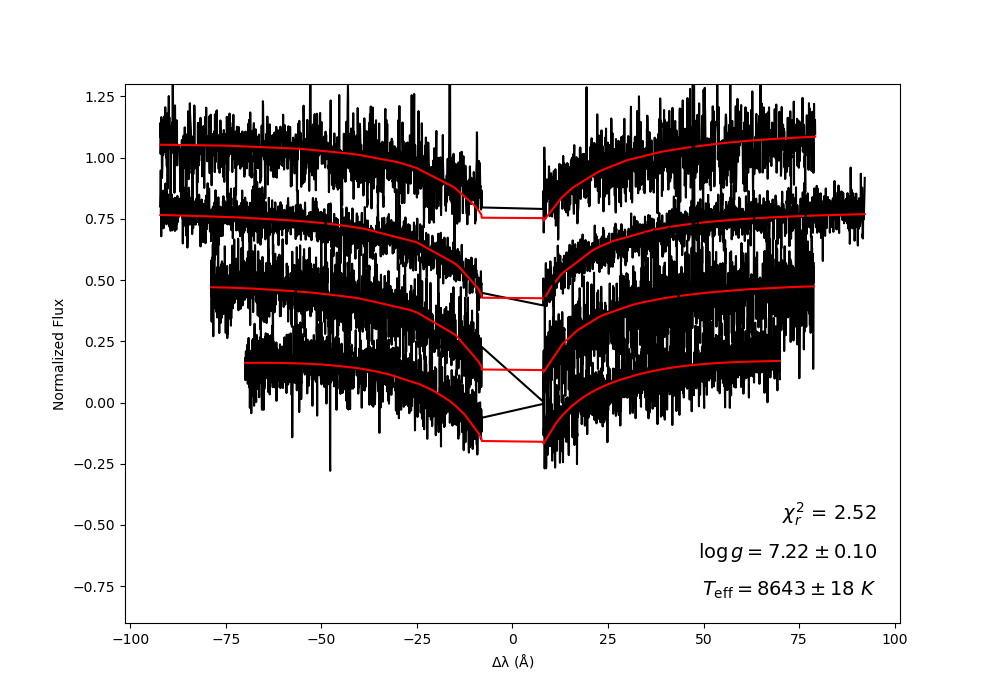 1.25
1.00
0.75
0.50
0.25
0.00
−0.25
−0.50
−0.75
Normalized Flux
χ²ᵣ = 2.52
log g = 7.22 ± 0.10
T_eff = 8643 ± 18 K
−100 −75 −50 −25 0 25 50 75 100
Δλ (Å)